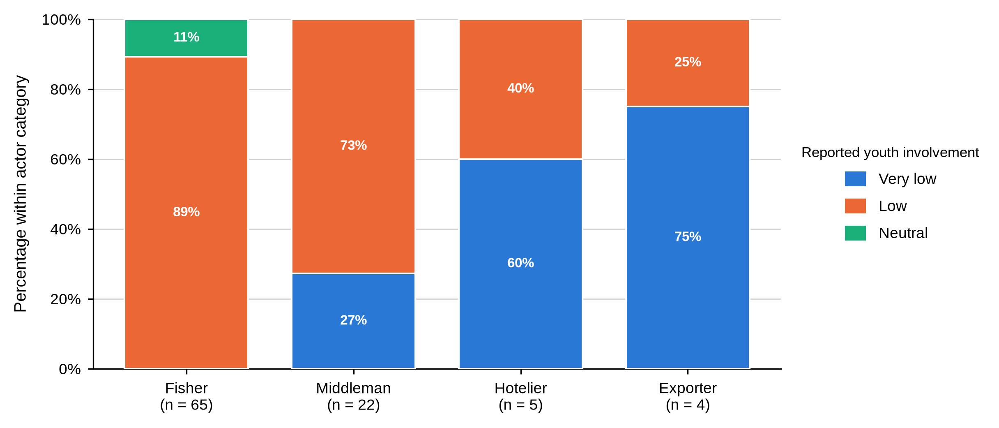 Percentage within actor category
100%
80%
60%
40%
20%
0%
11%
89%
73%
27%
40%
60%
25%
75%
Fisher
(n = 65)
Middleman
(n = 22)
Hotelier
(n = 5)
Exporter
(n = 4)
Reported youth involvement
Very low
Low
Neutral